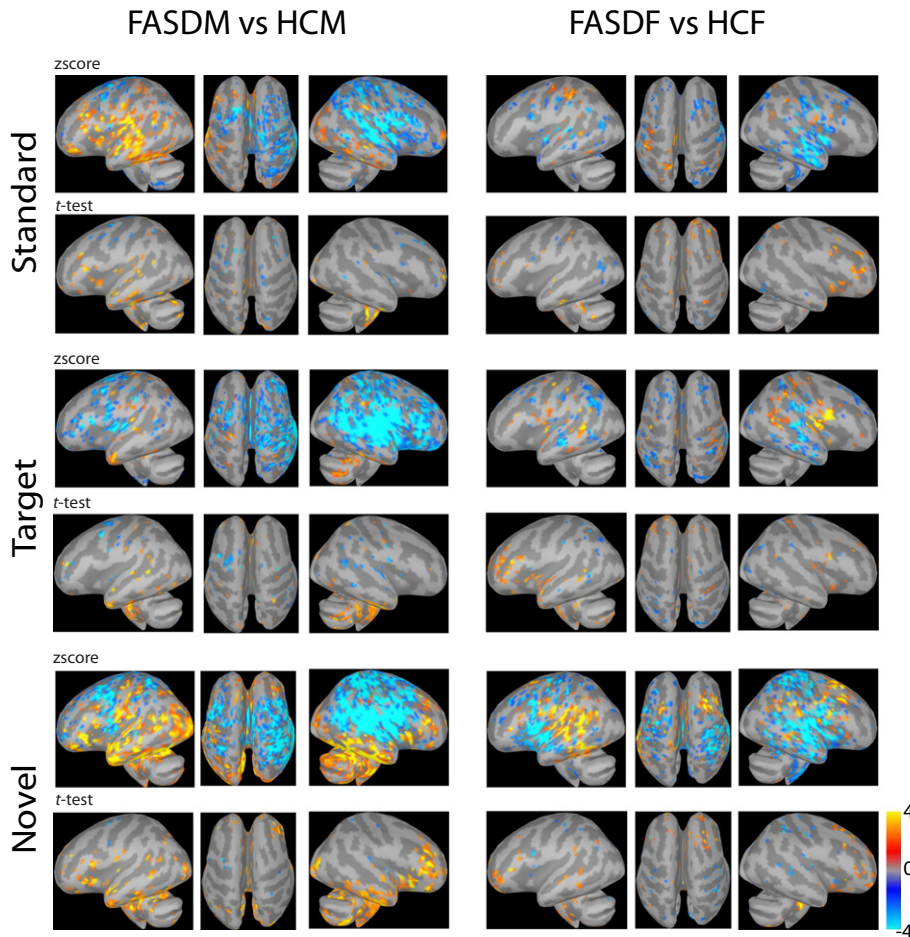 FASDM vs HCM
FASDF vs HCF
Standard
zscore
t-test
Target
zscore
t-test
Novel
zscore
t-test
4
0
-4